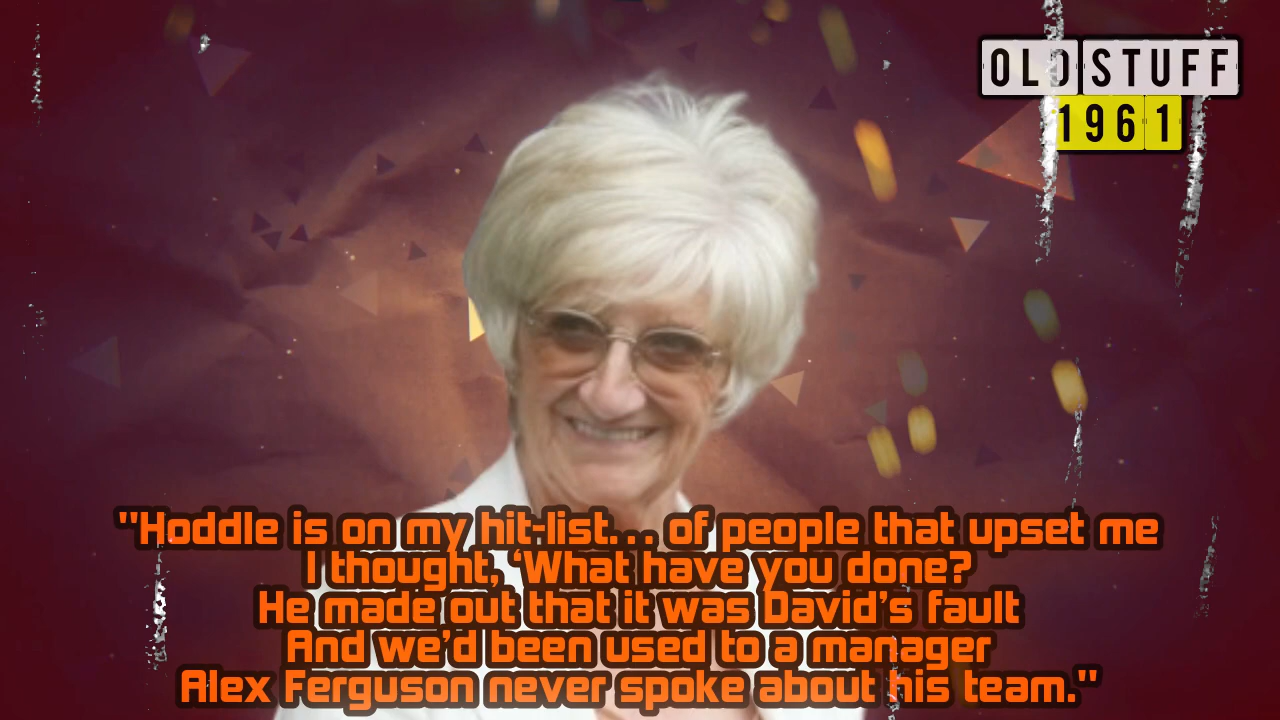 OLD STUFF
1961
"Hoddle is on my hit-list... of people that upset me
I thought, ‘What have you done?
He made out that it was David’s fault
And we’d been used to a manager
Alex Ferguson never spoke about his team."